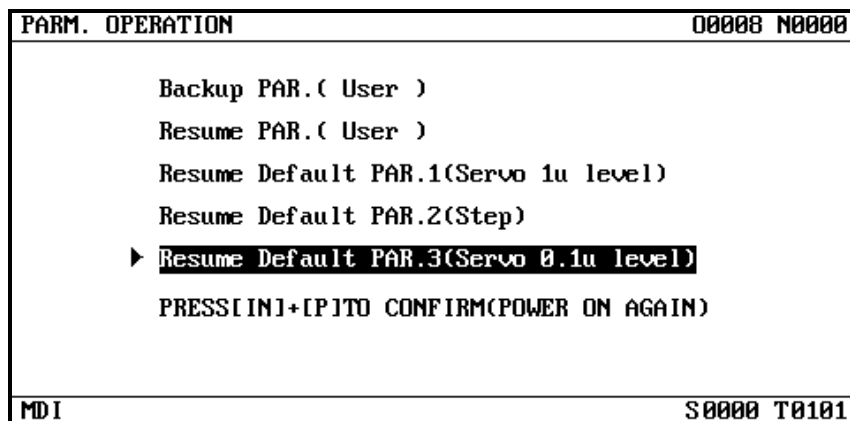 PARM. OPERATION O0008 N0000
Backup PAR.( User )
Resume PAR.( User )
Resume Default PAR.1(Servo 1u level)
Resume Default PAR.2(Step)
Resume Default PAR.3(Servo 0.1u level)
PRESS[IN]+[P]TO CONFIRM(POWER ON AGAIN)
MDI S0000 T0101